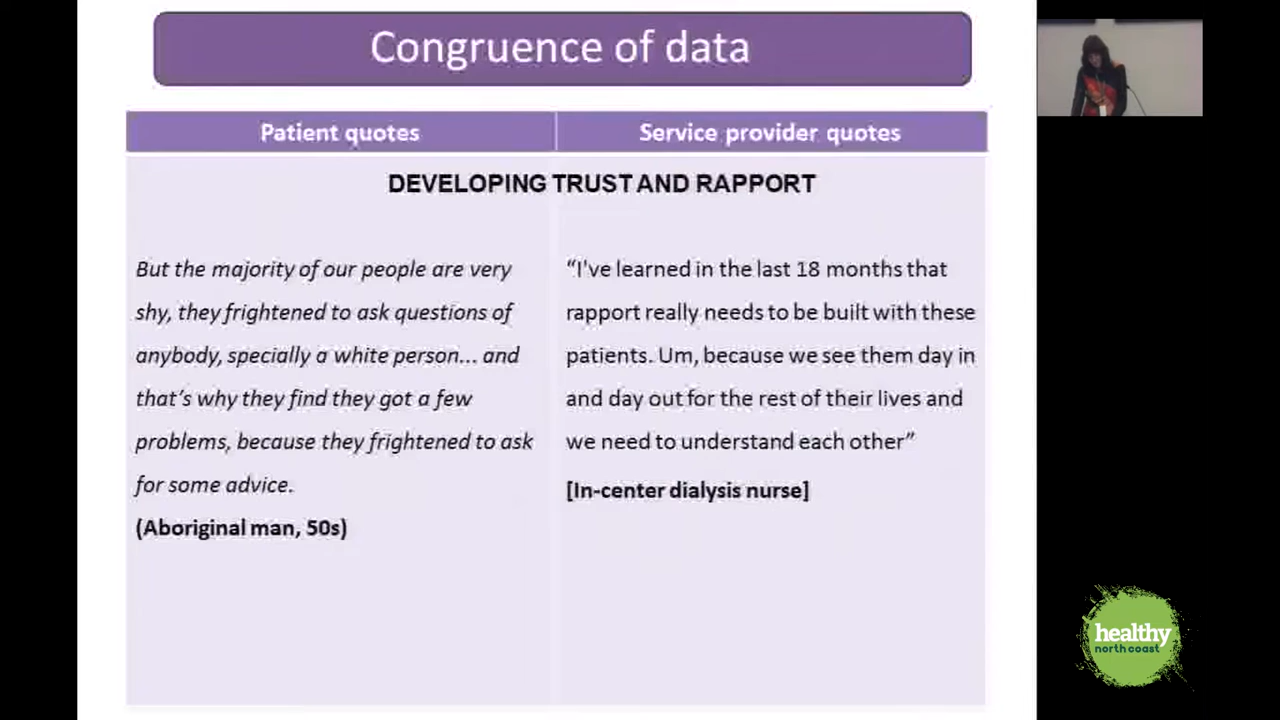 Congruence of data
Patient quotes
Service provider quotes
DEVELOPING TRUST AND RAPPORT
But the majority of our people are very
shy, they frightened to ask questions of
anybody, specially a white person... and
that's why they find they got a few
problems, because they frightened to ask
for some advice.
(Aboriginal man, 50s)
“I've learned in the last 18 months that
rapport really needs to be built with these
patients. Um, because we see them day in
and day out for the rest of their lives and
we need to understand each other”
[In-center dialysis nurse]
healthy
north coast